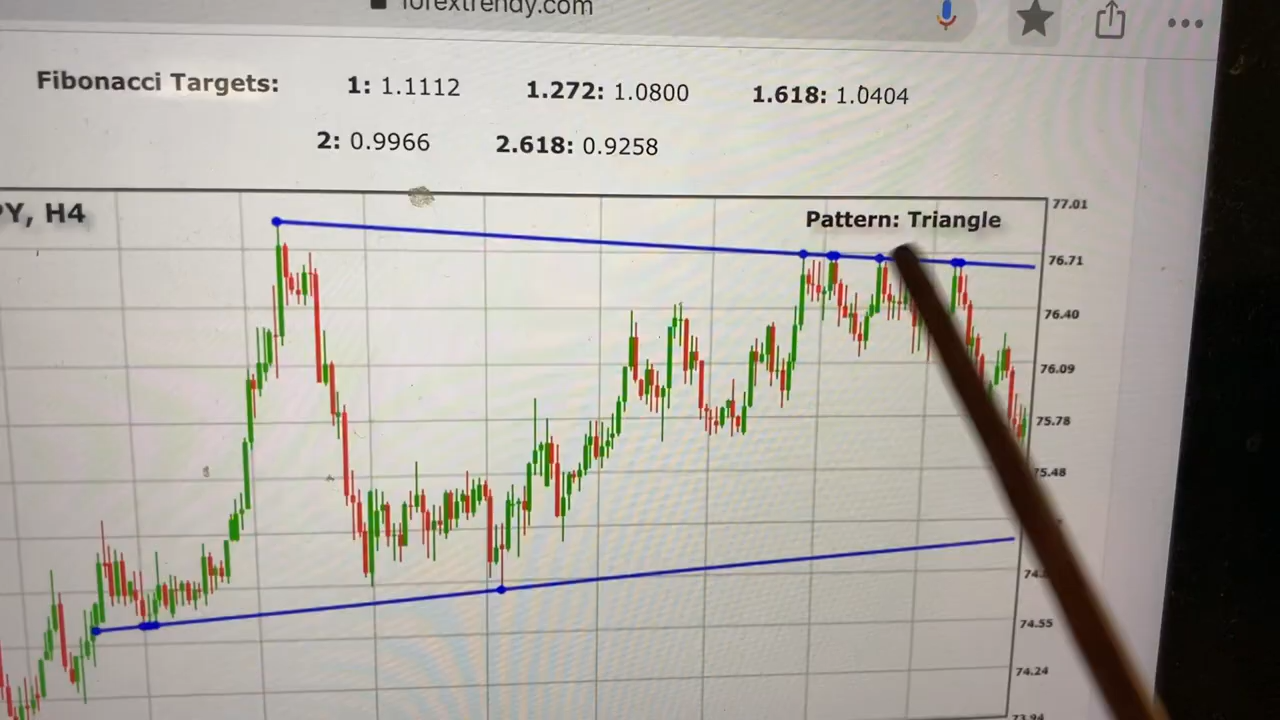 forextrendy.com
Fibonacci Targets: 1: 1.1112 1.272: 1.0800 1.618: 1.0404
2: 0.9966 2.618: 0.9258
PY, H4
Pattern: Triangle
77.01
76.71
76.40
76.09
75.78
75.48
74.55
74.24
73.94